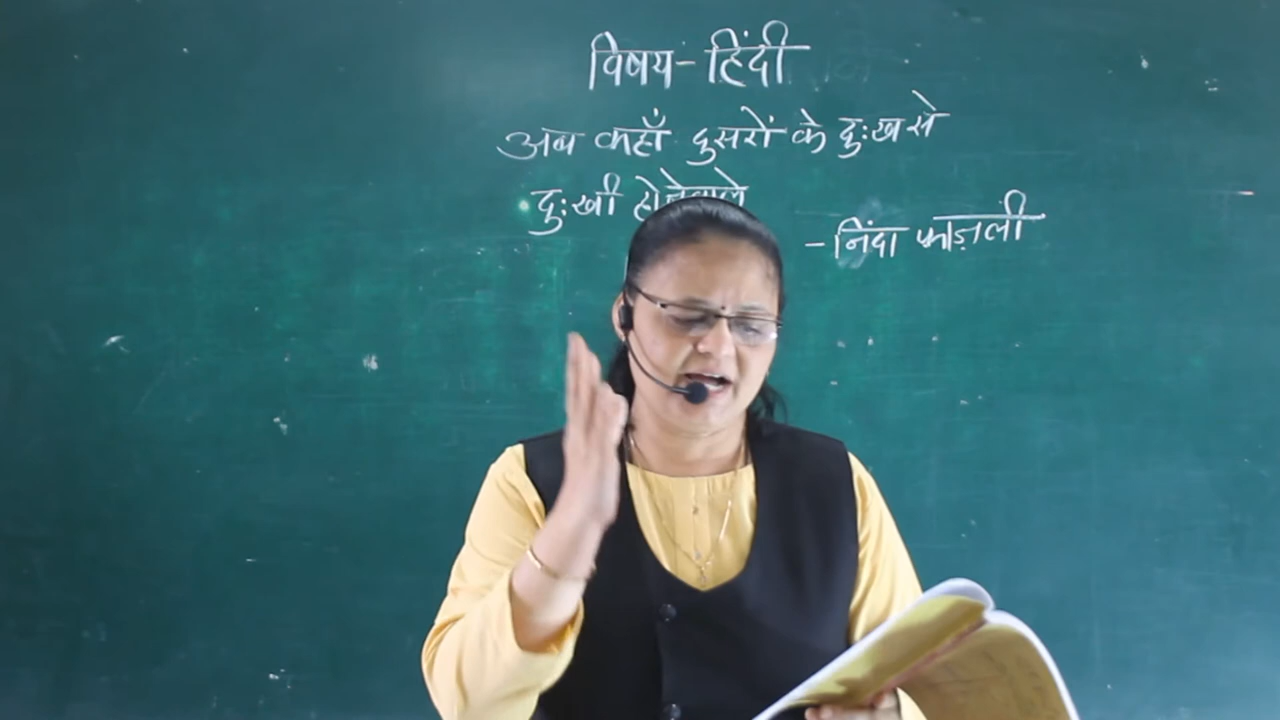 विषय - हिंदी
अब कहाँ दुसरों के दुःख से
दुःखी होनेवाले
- निंदा फाज़ली